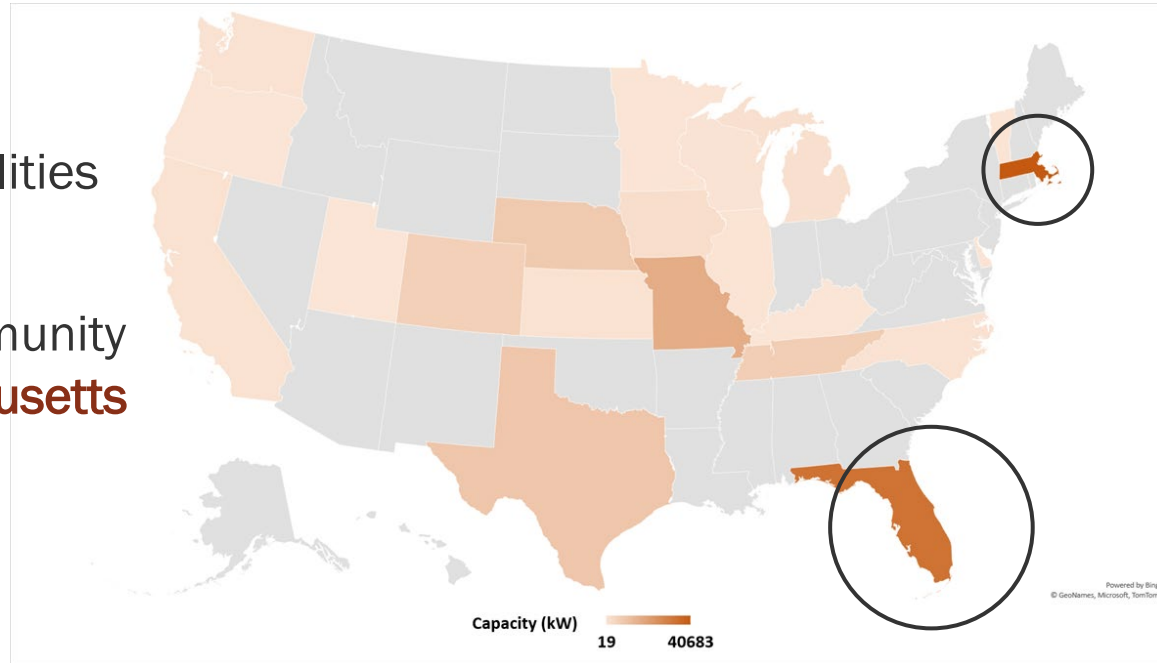 lities
munity
usetts
Capacity (kW)
19 40683
Powered by Bing
© GeoNames, Microsoft, TomTom